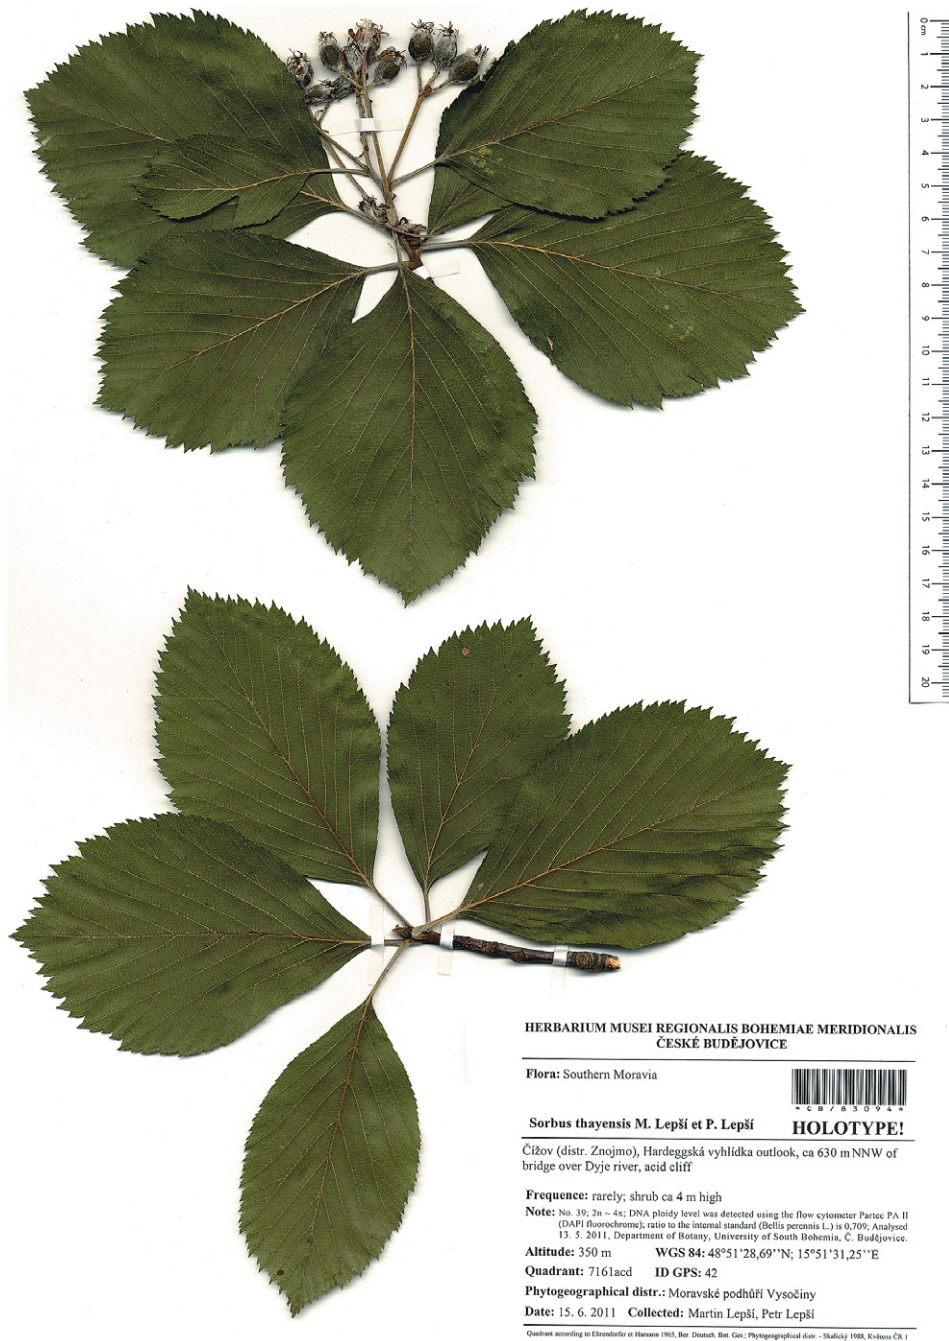 0 cm
1
2
3
4
5
6
7
8
9
10
11
12
13
14
15
16
17
18
19
20
HERBARIUM MUSEI REGIONALIS BOHEMIAE MERIDIONALIS
ČESKÉ BUDĚJOVICE
Flora: Southern Moravia
*CB/83094*
Sorbus thayensis M. Lepší et P. Lepší
HOLOTYPE!
Čížov (distr. Znojmo), Hardeggská vyhlídka outlook, ca 630 m NNW of
bridge over Dyje river, acid cliff
Frequence: rarely; shrub ca 4 m high
Note: No. 39; 2n ~ 4x; DNA ploidy level was detected using the flow cytometer Partec PA II
(DAPI fluorochrome); ratio to the internal standard (Bellis perennis L.) is 0,709; Analysed
13. 5. 2011, Department of Botany, University of South Bohemia, Č. Budějovice.
Altitude: 350 m WGS 84: 48°51'28,69''N; 15°51'31,25''E
Quadrant: 7161acd ID GPS: 42
Phytogeographical distr.: Moravské podhůří Vysočiny
Date: 15. 6. 2011 Collected: Martin Lepší, Petr Lepší
Quadrant according to Ehrendorfer et Hamann 1965, Ber. Deutsch. Bot. Ges.; Phytogeographical distr. - Skalický 1988, Květena ČR 1